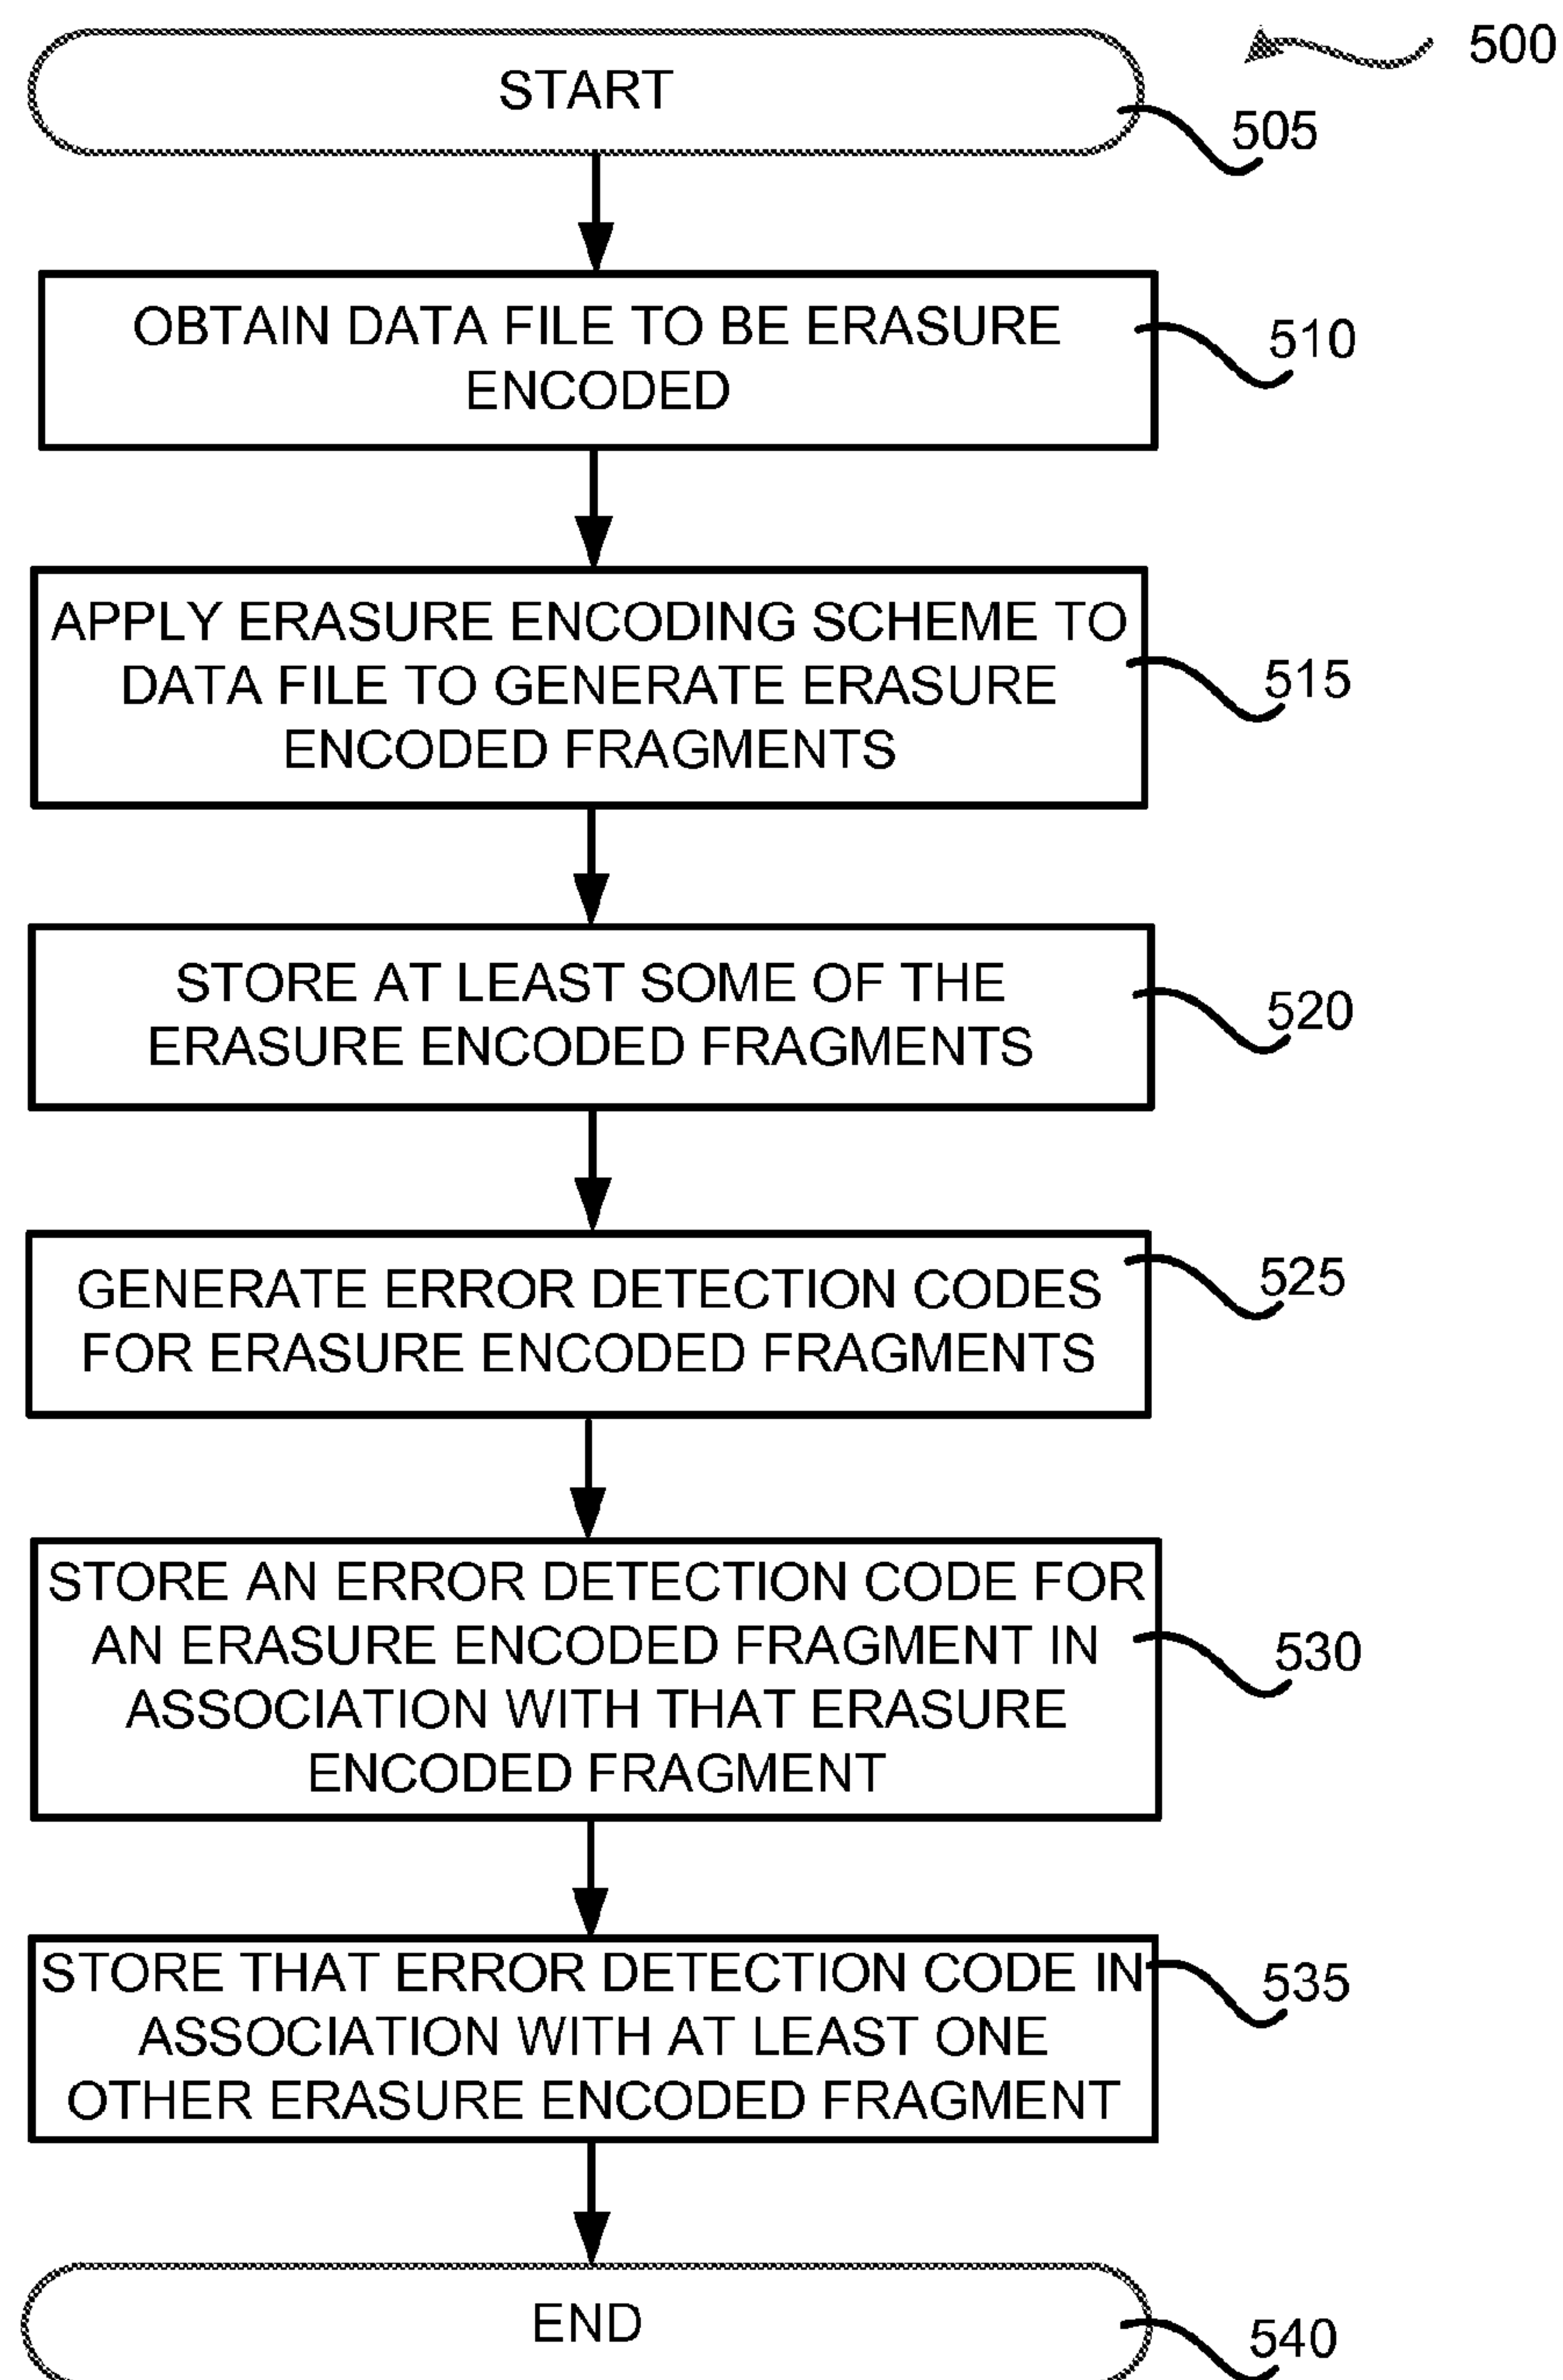 500
START
505
OBTAIN DATA FILE TO BE ERASURE
ENCODED
510
APPLY ERASURE ENCODING SCHEME TO
DATA FILE TO GENERATE ERASURE
ENCODED FRAGMENTS
515
STORE AT LEAST SOME OF THE
ERASURE ENCODED FRAGMENTS
520
GENERATE ERROR DETECTION CODES
FOR ERASURE ENCODED FRAGMENTS
525
STORE AN ERROR DETECTION CODE FOR
AN ERASURE ENCODED FRAGMENT IN
ASSOCIATION WITH THAT ERASURE
ENCODED FRAGMENT
530
STORE THAT ERROR DETECTION CODE IN
ASSOCIATION WITH AT LEAST ONE
OTHER ERASURE ENCODED FRAGMENT
535
END
540